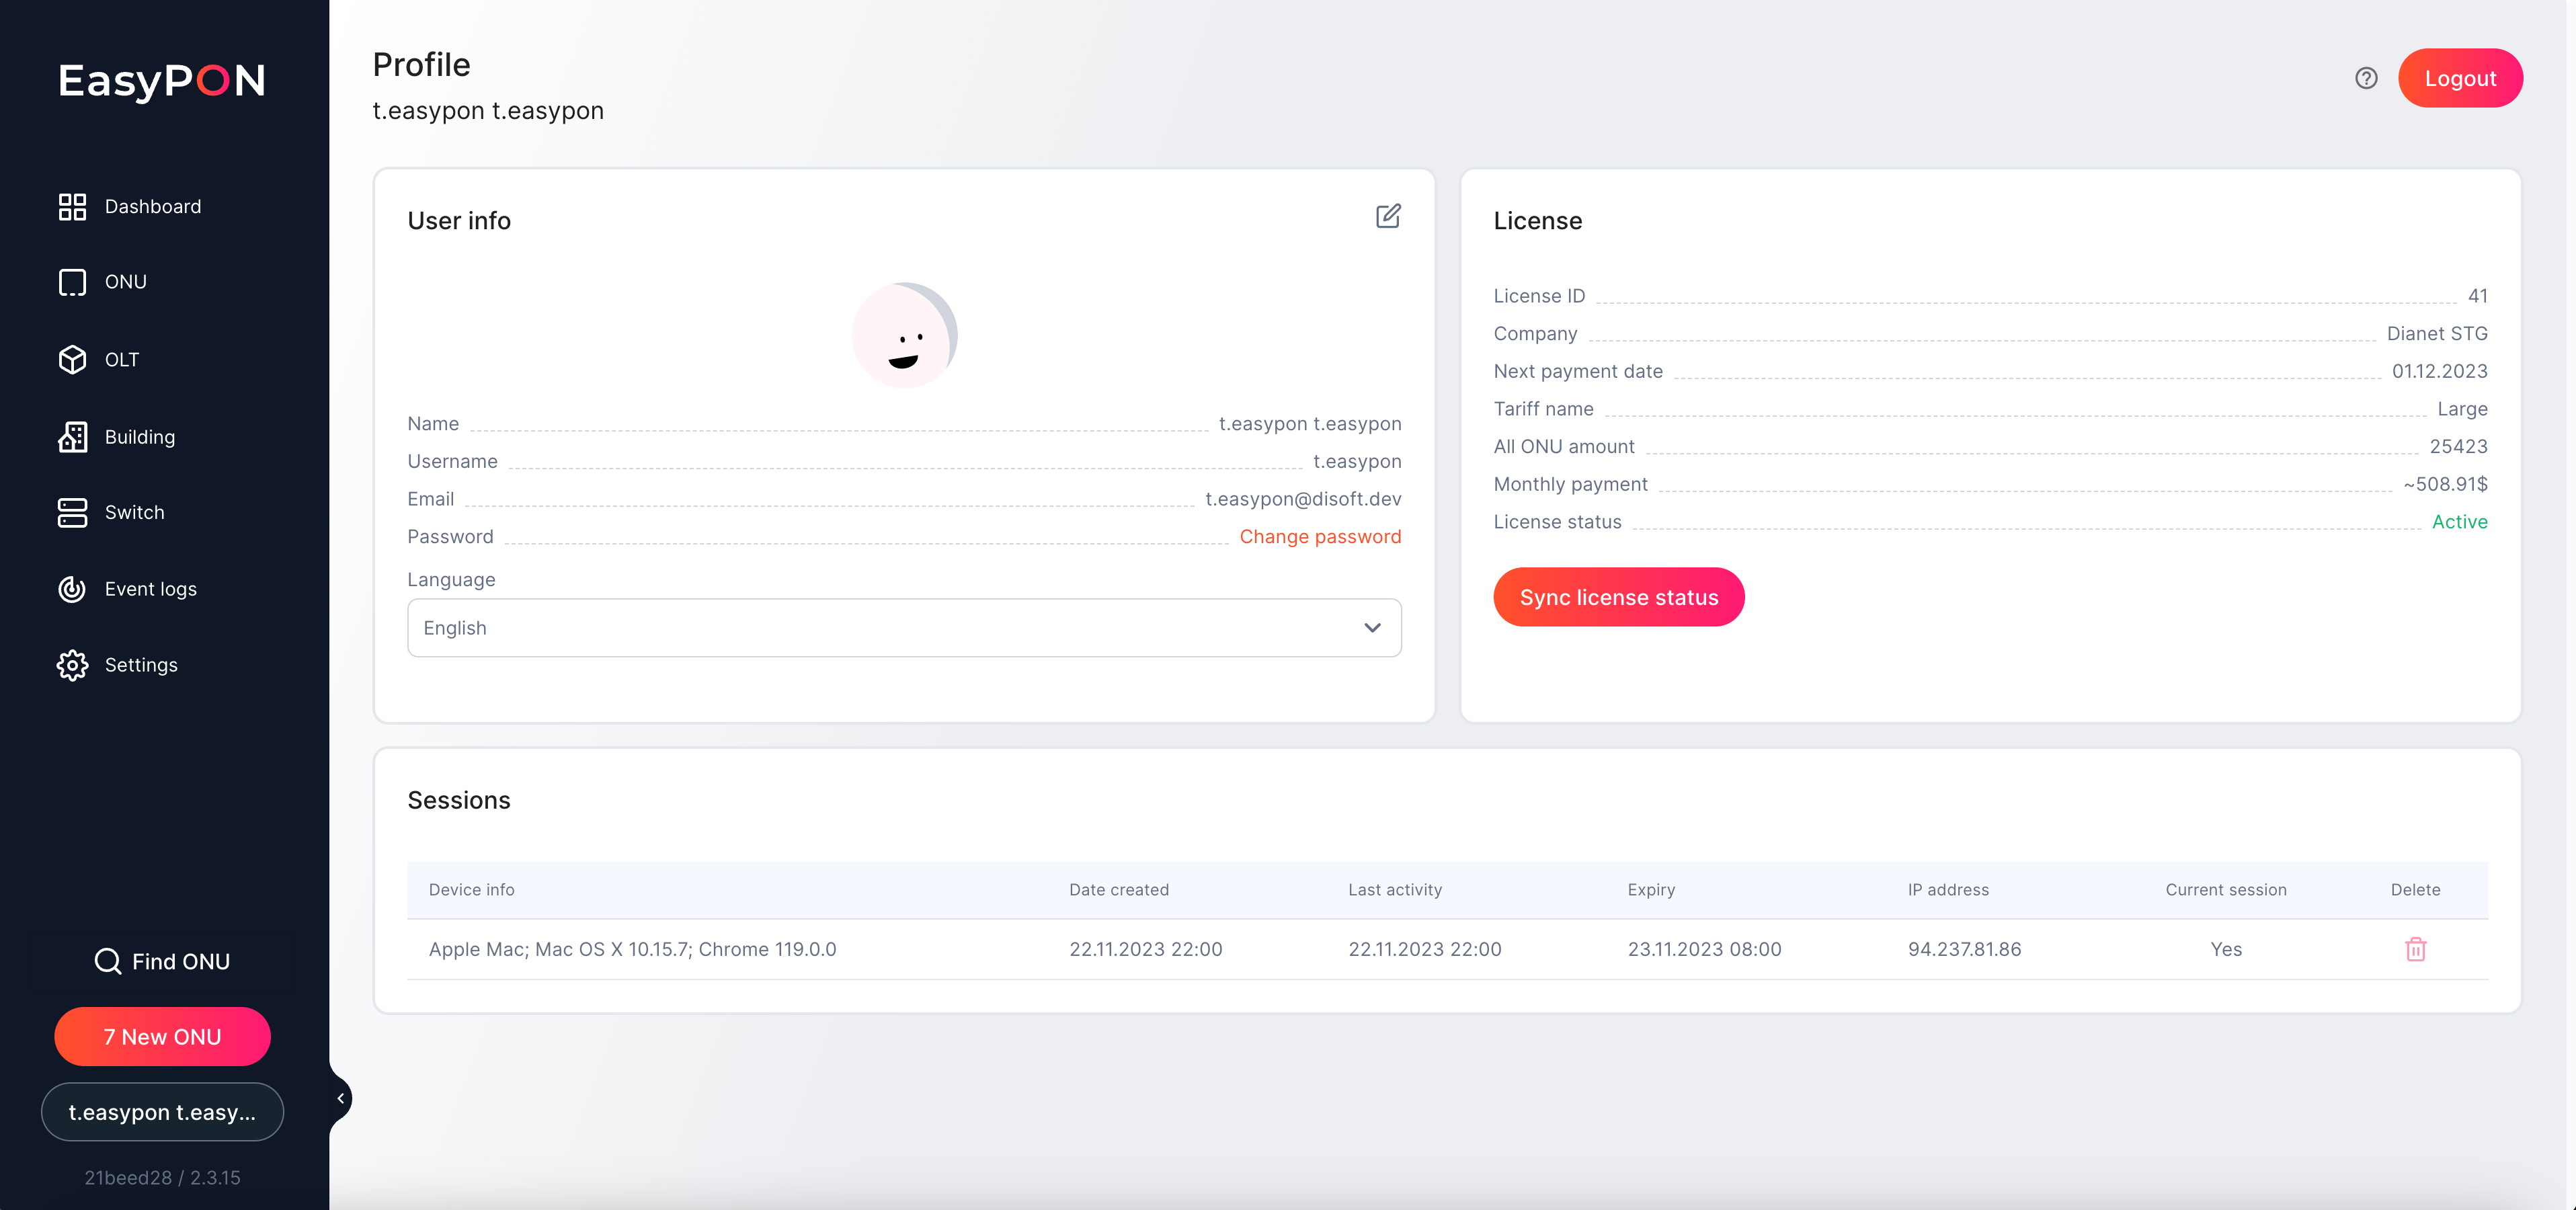 EasyPON
Dashboard
ONU
OLT
Building
Switch
Event logs
Settings
Find ONU
7 New ONU
t.easypon t.easy...
21beed28 / 2.3.15
Profile
t.easypon t.easypon
Logout
User info
Name t.easypon t.easypon
Username t.easypon
Email t.easypon@disoft.dev
Password Change password
Language
English
License
License ID 41
Company Dianet STG
Next payment date 01.12.2023
Tariff name Large
All ONU amount 25423
Monthly payment ~508.91$
License status Active
Sync license status
Sessions
Device info Date created Last activity Expiry IP address Current session Delete
Apple Mac; Mac OS X 10.15.7; Chrome 119.0.0 22.11.2023 22:00 22.11.2023 22:00 23.11.2023 08:00 94.237.81.86 Yes